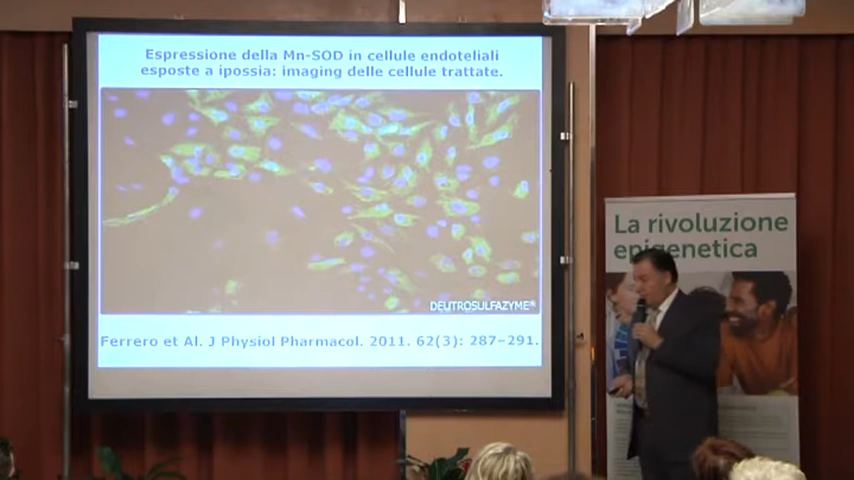 Espressione della Mn-SOD in cellule endoteliali
esposte a ipossia: imaging delle cellule trattate.
DEUTROSULFAZYME®
Ferrero et Al. J Physiol Pharmacol. 2011. 62(3): 287–291.
La rivoluzione
epigenetica